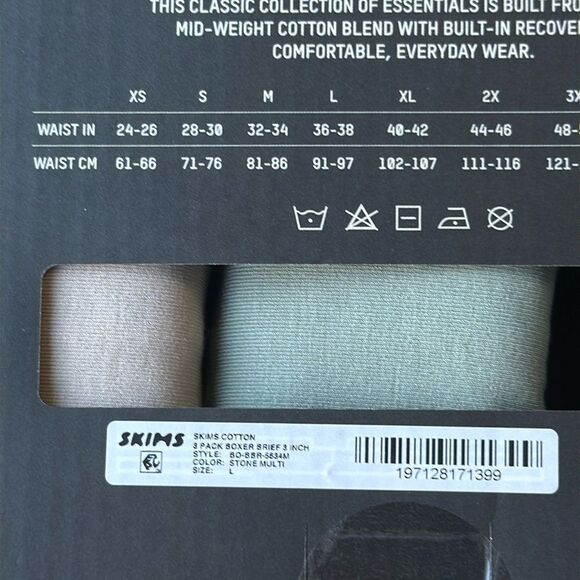 THIS CLASSIC COLLECTION OF ESSENTIALS IS BUILT
MID-WEIGHT COTTON BLEND WITH BUILT-IN
COMFORTABLE, EVERYDAY WEAR.
XS S M L XL 2X
WAIST IN 24-26 28-30 32-34 36-38 40-42 44-46 48-
WAIST CM 61-66 71-76 81-86 91-97 102-107 111-116 121-
SKIMS
SKIMS COTTON
3 PACK BOXER BRIEF 3 INCH
STYLE: BO-BBR-5634M
COLOR: STONE MULTI
SIZE: L
197128171399